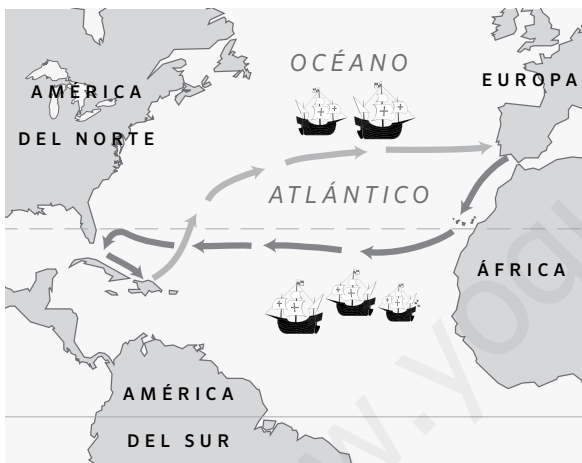 OCÉANO
EUROPA
AMÉRICA
DEL NORTE
ATLÁNTICO
ÁFRICA
AMÉRICA
DEL SUR